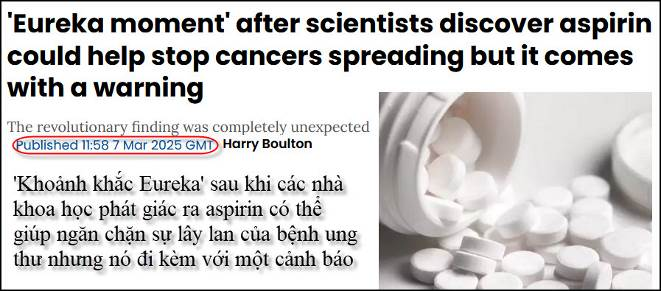 'Eureka moment' after scientists discover aspirin
could help stop cancers spreading but it comes
with a warning
The revolutionary finding was completely unexpected
Published 11:58 7 Mar 2025 GMT Harry Boulton
'Khoảnh khắc Eureka' sau khi các nhà
khoa học phát giác ra aspirin có thể
giúp ngăn chặn sự lây lan của bệnh ung
thư nhưng nó đi kèm với một cảnh báo